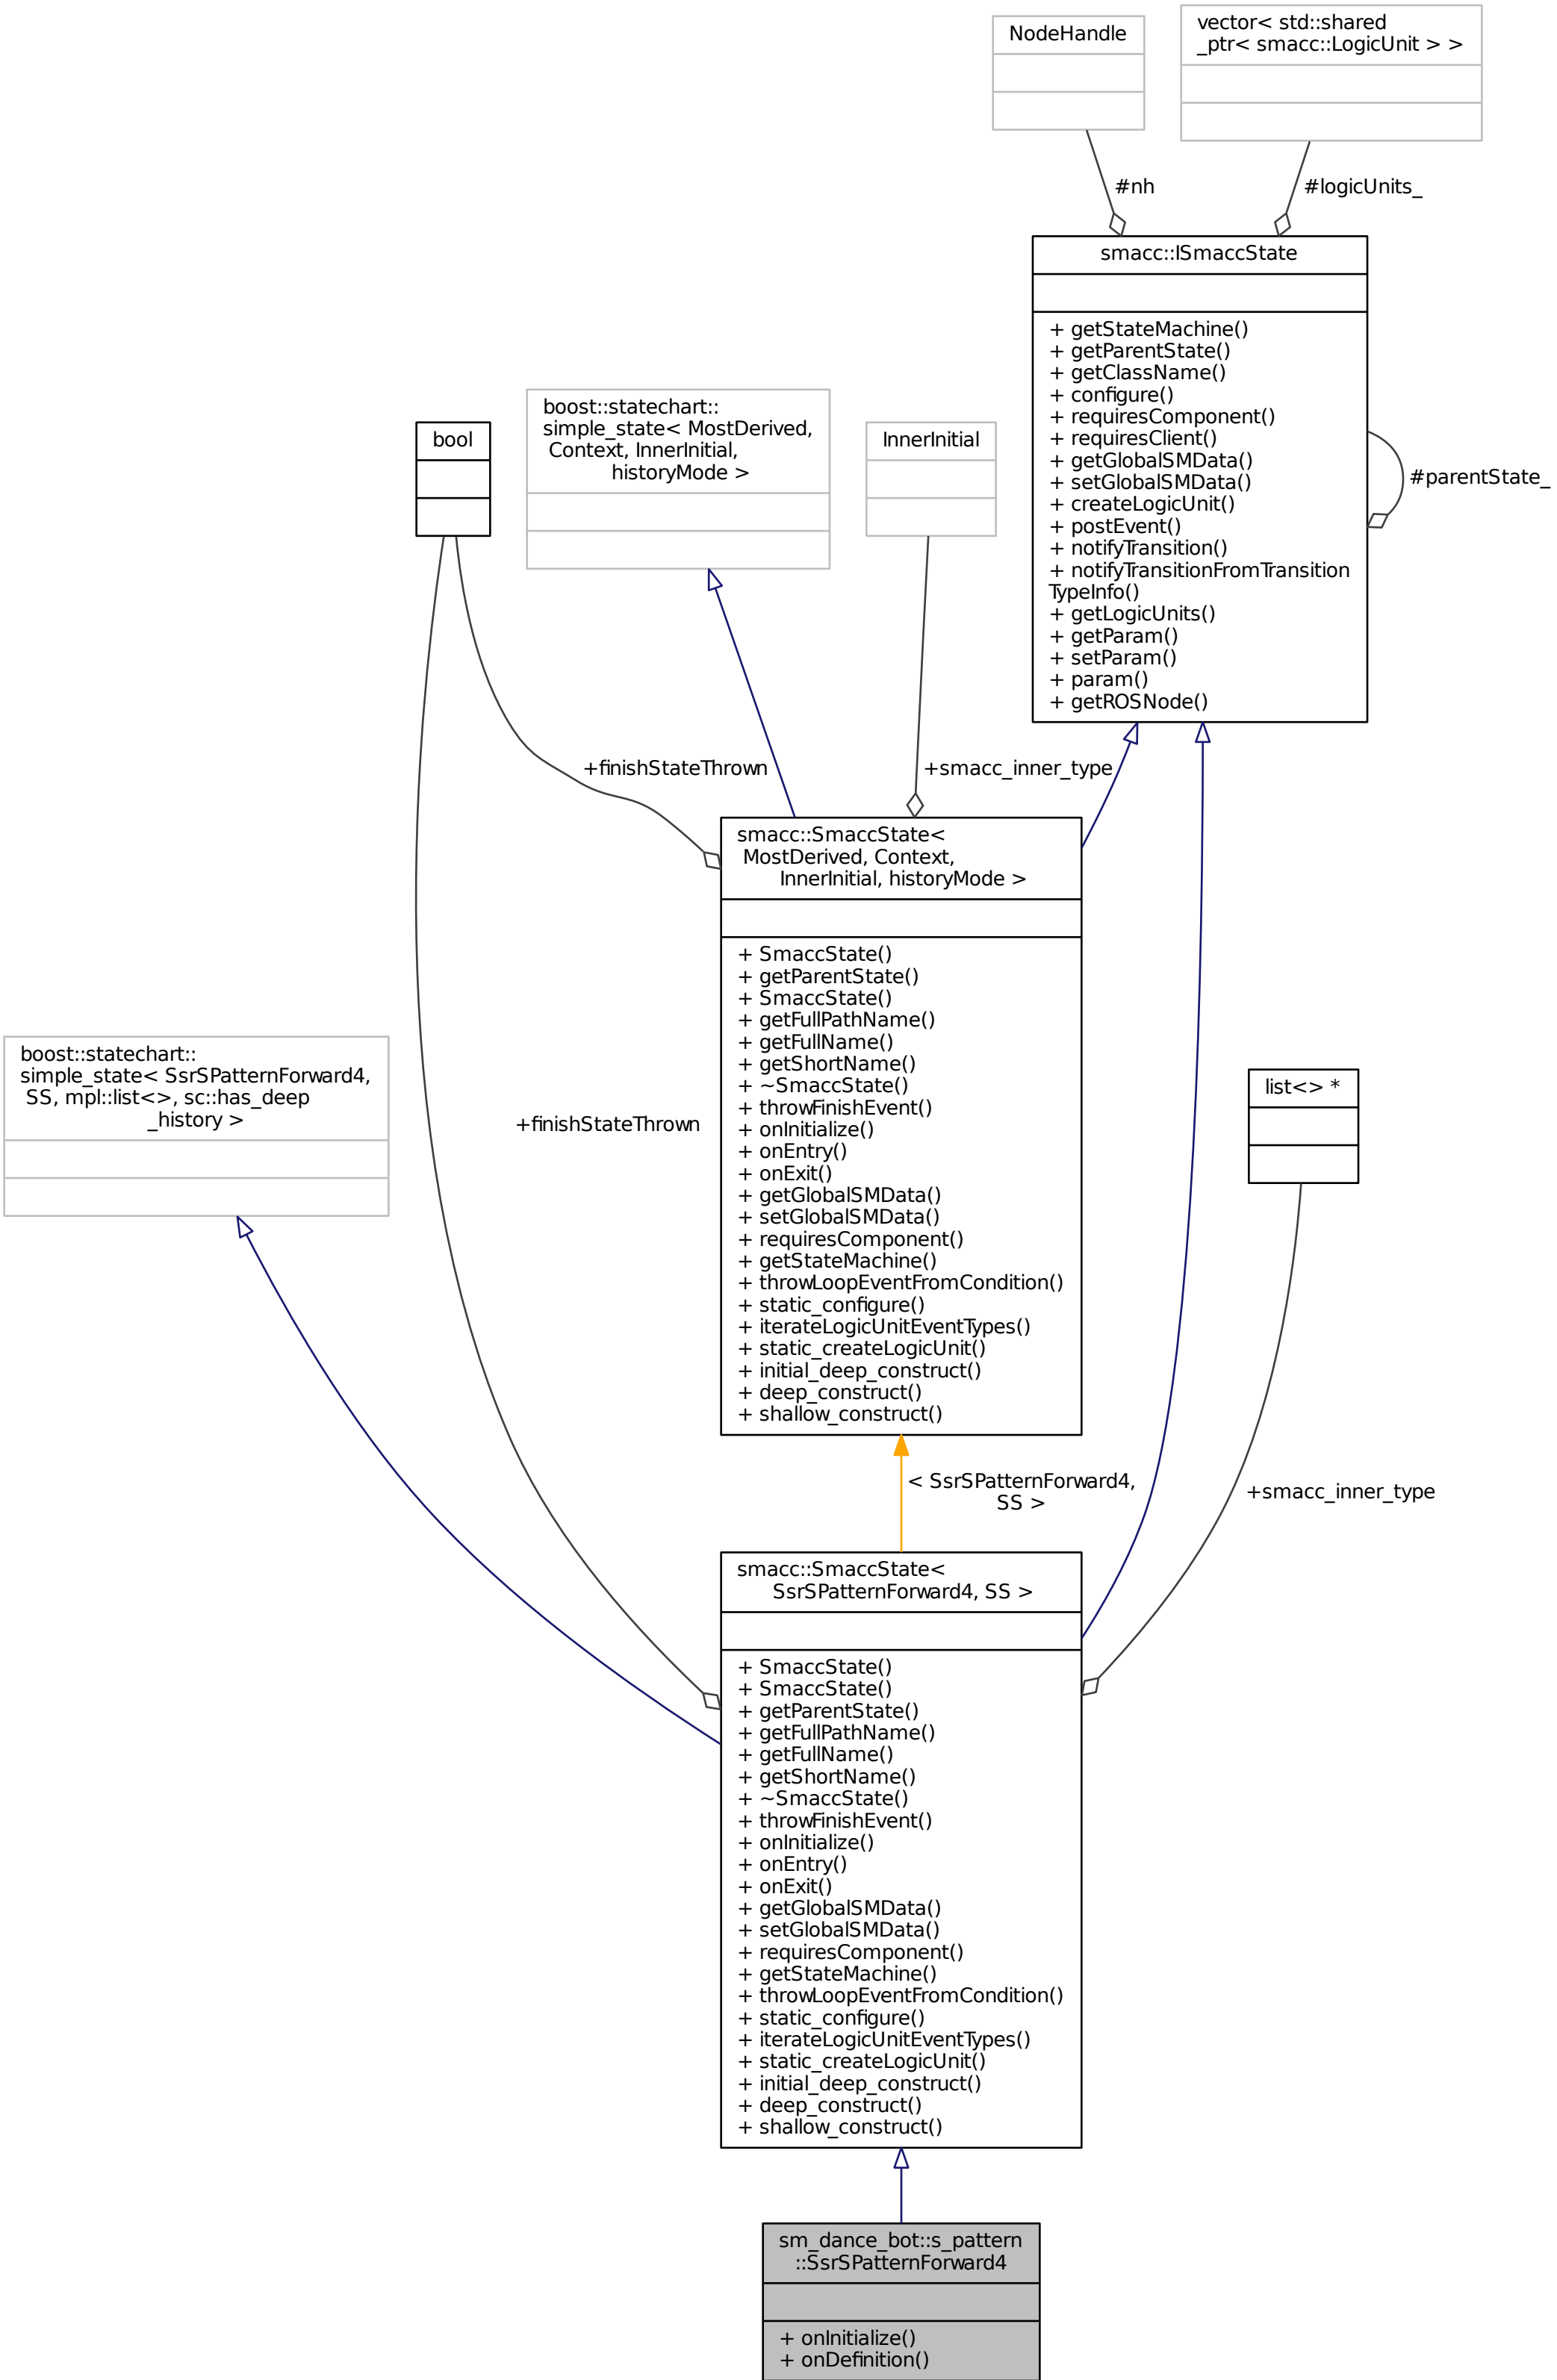 NodeHandle
vector< std::shared
_ptr< smacc::LogicUnit > >
#nh
#logicUnits_
smacc::ISmaccState
+ getStateMachine()
+ getParentState()
+ getClassName()
+ configure()
+ requiresComponent()
+ requiresClient()
+ getGlobalSMData()
+ setGlobalSMData()
+ createLogicUnit()
+ postEvent()
+ notifyTransition()
+ notifyTransitionFromTransition
TypeInfo()
+ getLogicUnits()
+ getParam()
+ setParam()
+ param()
+ getROSNode()
#parentState_
bool
boost::statechart::
simple_state< MostDerived,
Context, InnerInitial,
historyMode >
InnerInitial
+finishStateThrown
+smacc_inner_type
smacc::SmaccState<
MostDerived, Context,
InnerInitial, historyMode >
+ SmaccState()
+ getParentState()
+ SmaccState()
+ getFullPathName()
+ getFullName()
+ getShortName()
+ ~SmaccState()
+ throwFinishEvent()
+ onInitialize()
+ onEntry()
+ onExit()
+ getGlobalSMData()
+ setGlobalSMData()
+ requiresComponent()
+ getStateMachine()
+ throwLoopEventFromCondition()
+ static_configure()
+ iterateLogicUnitEventTypes()
+ static_createLogicUnit()
+ initial_deep_construct()
+ deep_construct()
+ shallow_construct()
boost::statechart::
simple_state< SsrSPatternForward4,
SS, mpl::list<>, sc::has_deep
_history >
+finishStateThrown
list<> *
< SsrSPatternForward4,
SS >
+smacc_inner_type
smacc::SmaccState<
SsrSPatternForward4, SS >
+ SmaccState()
+ SmaccState()
+ getParentState()
+ getFullPathName()
+ getFullName()
+ getShortName()
+ ~SmaccState()
+ throwFinishEvent()
+ onInitialize()
+ onEntry()
+ onExit()
+ getGlobalSMData()
+ setGlobalSMData()
+ requiresComponent()
+ getStateMachine()
+ throwLoopEventFromCondition()
+ static_configure()
+ iterateLogicUnitEventTypes()
+ static_createLogicUnit()
+ initial_deep_construct()
+ deep_construct()
+ shallow_construct()
sm_dance_bot::s_pattern
::SsrSPatternForward4
+ onInitialize()
+ onDefinition()